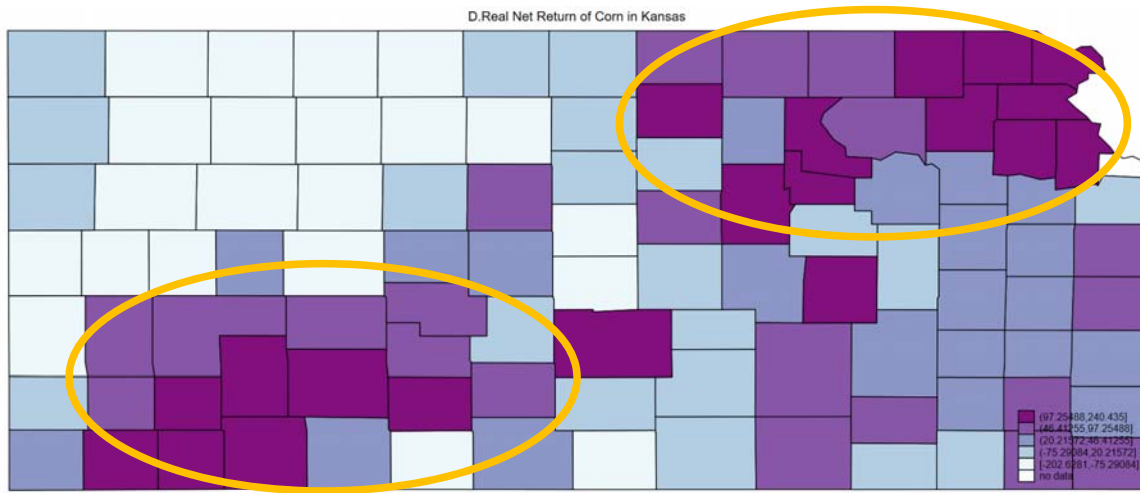 D.Real Net Return of Corn in Kansas
(97.25488,240.435]
(46.41255,97.25488]
(20.21572,46.41255]
(-75.29084,20.21572]
[-202.6281,-75.29084]
no data